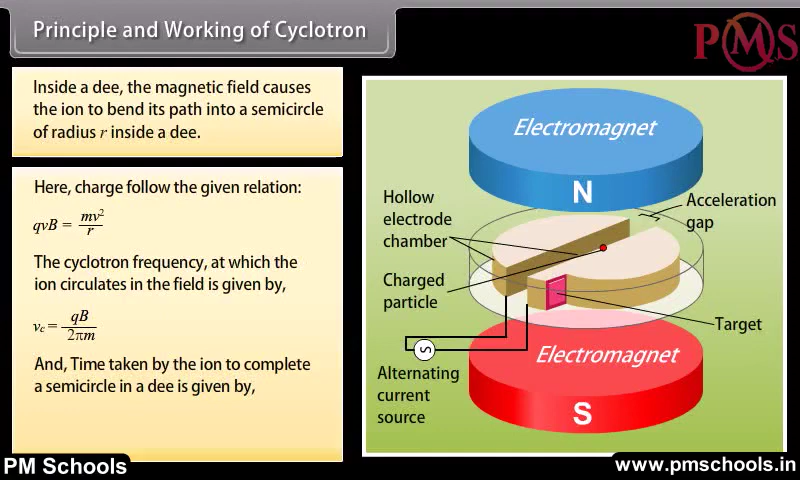 Principle and Working of Cyclotron
PMS
Inside a dee, the magnetic field causes
the ion to bend its path into a semicircle
of radius r inside a dee.
Here, charge follow the given relation:
qvB = mv²/r
The cyclotron frequency, at which the
ion circulates in the field is given by,
νc = qB/2πm
And, Time taken by the ion to complete
a semicircle in a dee is given by,
Electromagnet
N
Hollow
electrode
chamber
Acceleration
gap
Charged
particle
Target
Alternating
current
source
S
Electromagnet
S
PM Schools
www.pmschools.in